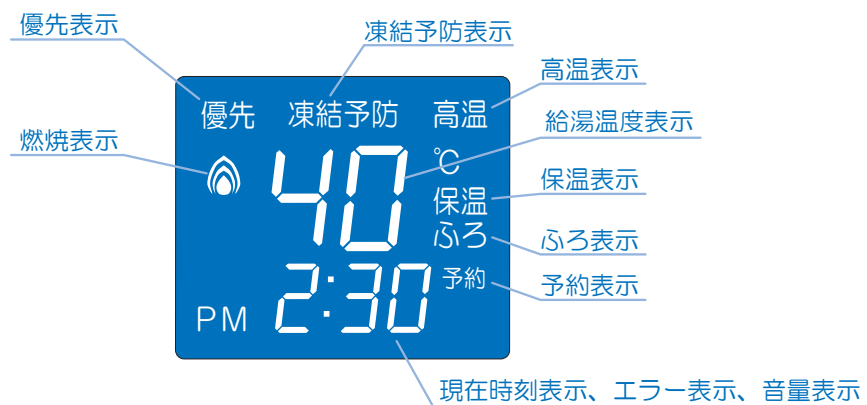 優先表示
凍結予防表示
高温表示
優先 凍結予防 高温
給湯温度表示
燃焼表示
40 ℃
保温表示
保温
ふろ
ふろ表示
予約
予約表示
PM 2:30
現在時刻表示、エラー表示、音量表示